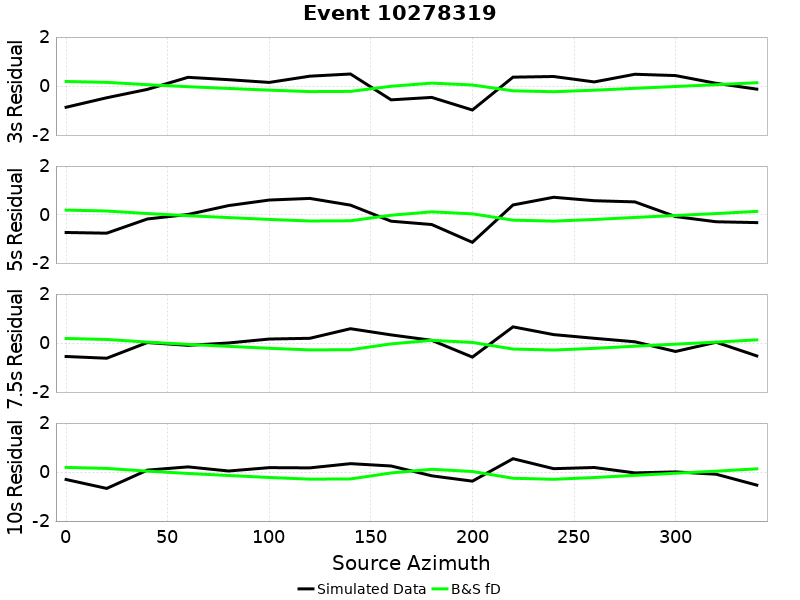 Event 10278319
3s Residual
2
0
-2
5s Residual
2
0
-2
7.5s Residual
2
0
-2
10s Residual
2
0
-2
0 50 100 150 200 250 300
Source Azimuth
Simulated Data B&S fD